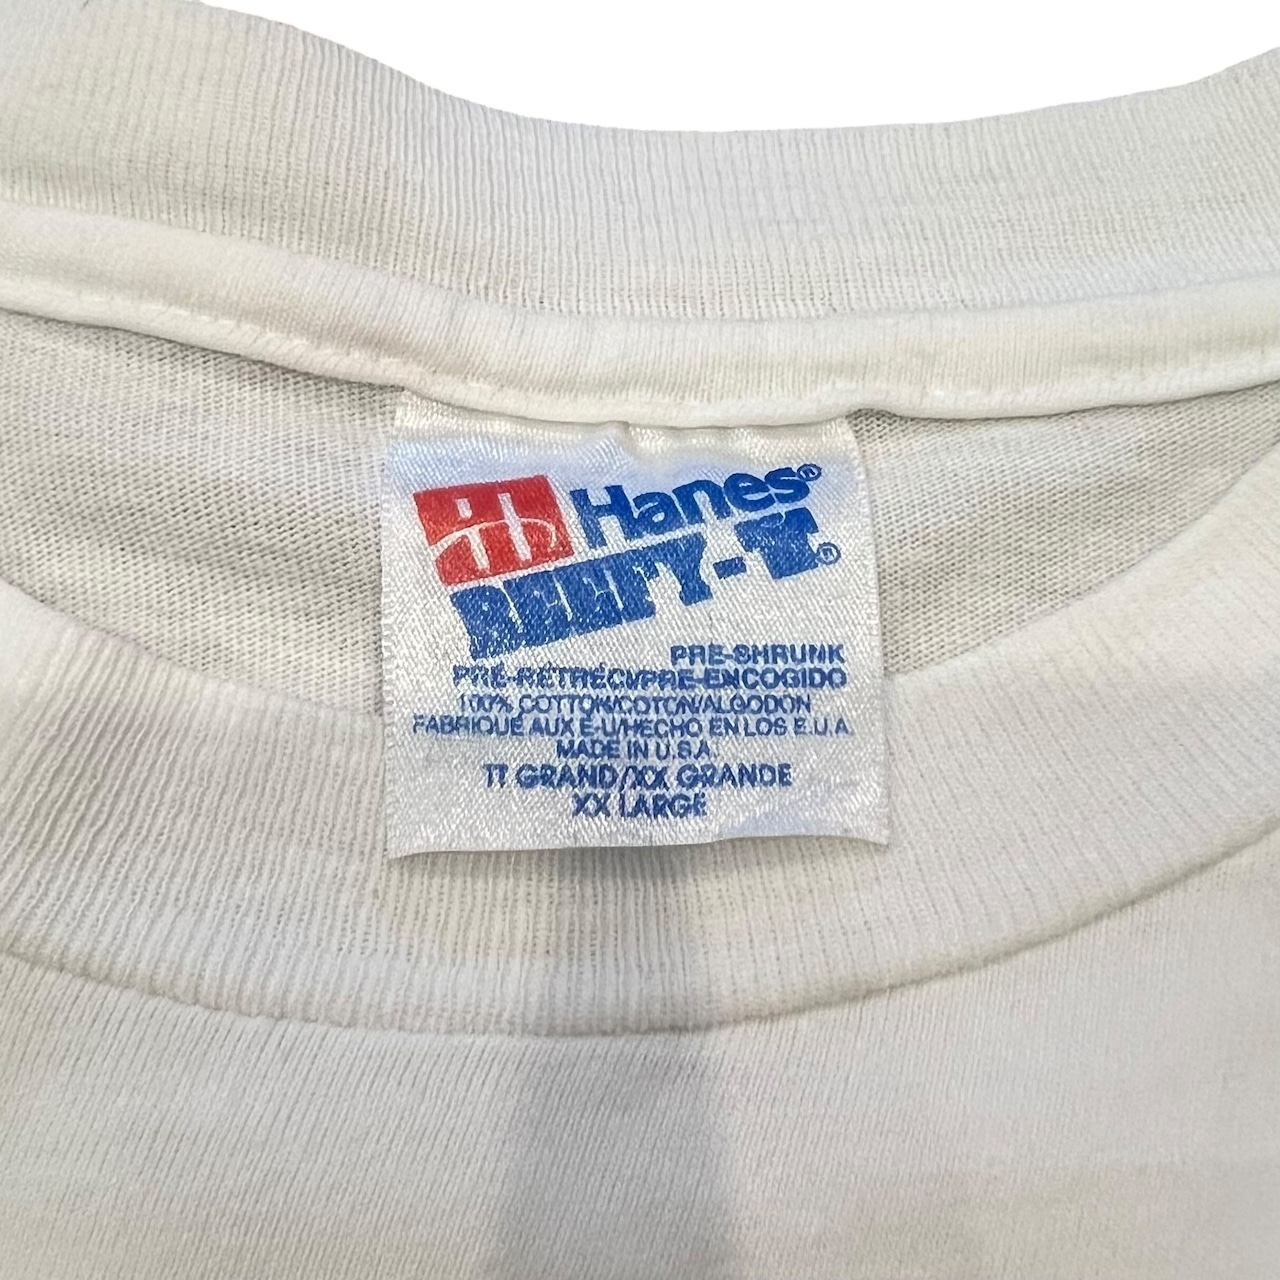 Hanes®
BEEFY-T.®
PRE-SHRUNK
PRÉ-RÉTRÉCI/PRE-ENCOGIDO
100% COTTON/COTON/ALGODON
FABRIQUÉ AUX É-U/HECHO EN LOS E.U.A.
MADE IN U.S.A.
TT GRAND/XX GRANDE
XX LARGE